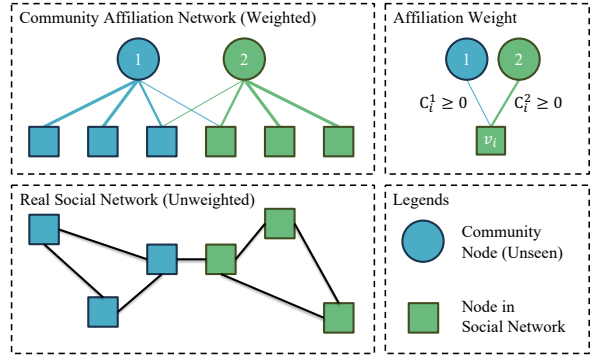 Community Affiliation Network (Weighted)
1
2
Affiliation Weight
1
2
C_i^1 ≥ 0
C_i^2 ≥ 0
v_i
Real Social Network (Unweighted)
Legends
Community
Node (Unseen)
Node in
Social Network